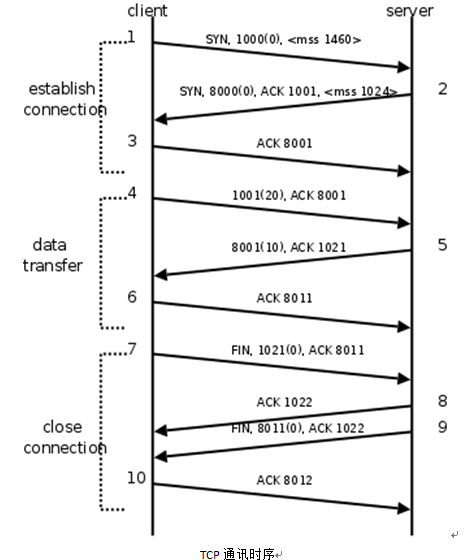 client server
1 SYN, 1000(0), <mss 1460>
SYN, 8000(0), ACK 1001, <mss 1024> 2
establish
connection
3 ACK 8001
4 1001(20), ACK 8001
data
transfer
8001(10), ACK 1021 5
6 ACK 8011
7 FIN, 1021(0), ACK 8011
ACK 1022 8
close
connection
FIN, 8011(0), ACK 1022 9
10 ACK 8012
TCP 通讯时序